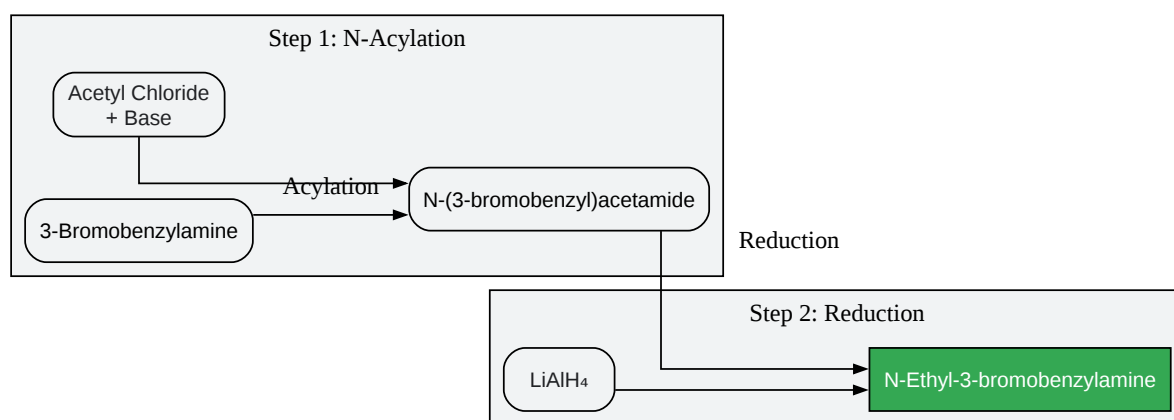 Step 1: N-Acylation
Acetyl Chloride
+ Base
Acylation
3-Bromobenzylamine
N-(3-bromobenzyl)acetamide
Reduction
Step 2: Reduction
LiAlH₄
N-Ethyl-3-bromobenzylamine